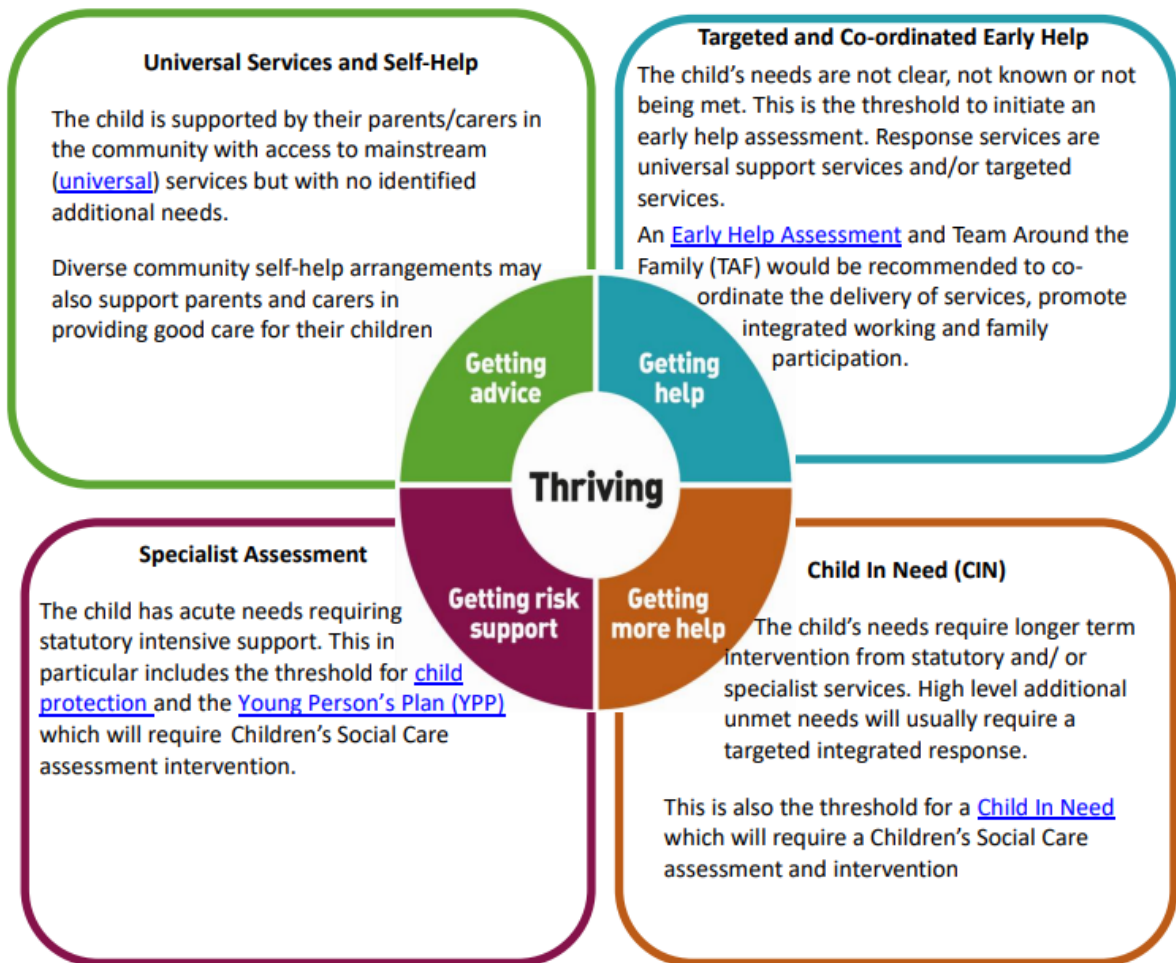 Universal Services and Self-Help
The child is supported by their parents/carers in
the community with access to mainstream
(universal) services but with no identified
additional needs.
Diverse community self-help arrangements may
also support parents and carers in
providing good care for their children
Targeted and Co-ordinated Early Help
The child’s needs are not clear, not known or not
being met. This is the threshold to initiate an
early help assessment. Response services are
universal support services and/or targeted
services.
An Early Help Assessment and Team Around the
Family (TAF) would be recommended to co-
ordinate the delivery of services, promote
integrated working and family
participation.
Getting
advice
Getting
help
Thriving
Getting risk
support
Getting
more help
Specialist Assessment
The child has acute needs requiring
statutory intensive support. This in
particular includes the threshold for child
protection and the Young Person’s Plan (YPP)
which will require Children’s Social Care
assessment intervention.
Child In Need (CIN)
The child’s needs require longer term
intervention from statutory and/ or
specialist services. High level additional
unmet needs will usually require a
targeted integrated response.
This is also the threshold for a Child In Need
which will require a Children’s Social Care
assessment and intervention